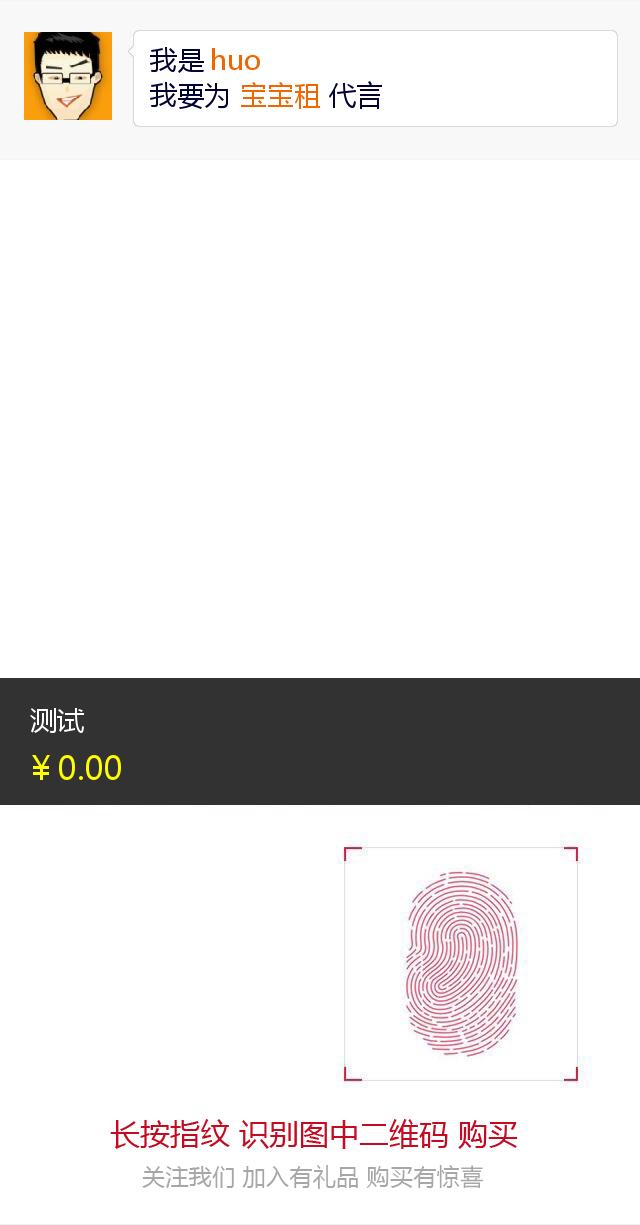 我是 huo
我要为 宝宝租 代言
测试
¥ 0.00
长按指纹 识别图中二维码 购买
关注我们 加入有礼品 购买有惊喜